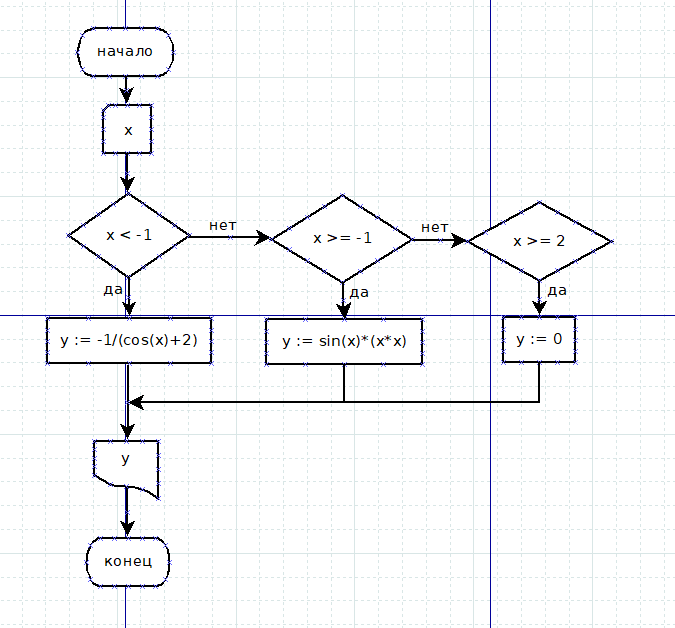 начало
x
x < -1
нет
x >= -1
нет
x >= 2
да
да
да
y := -1/(cos(x)+2)
y := sin(x)*(x*x)
y := 0
y
конец